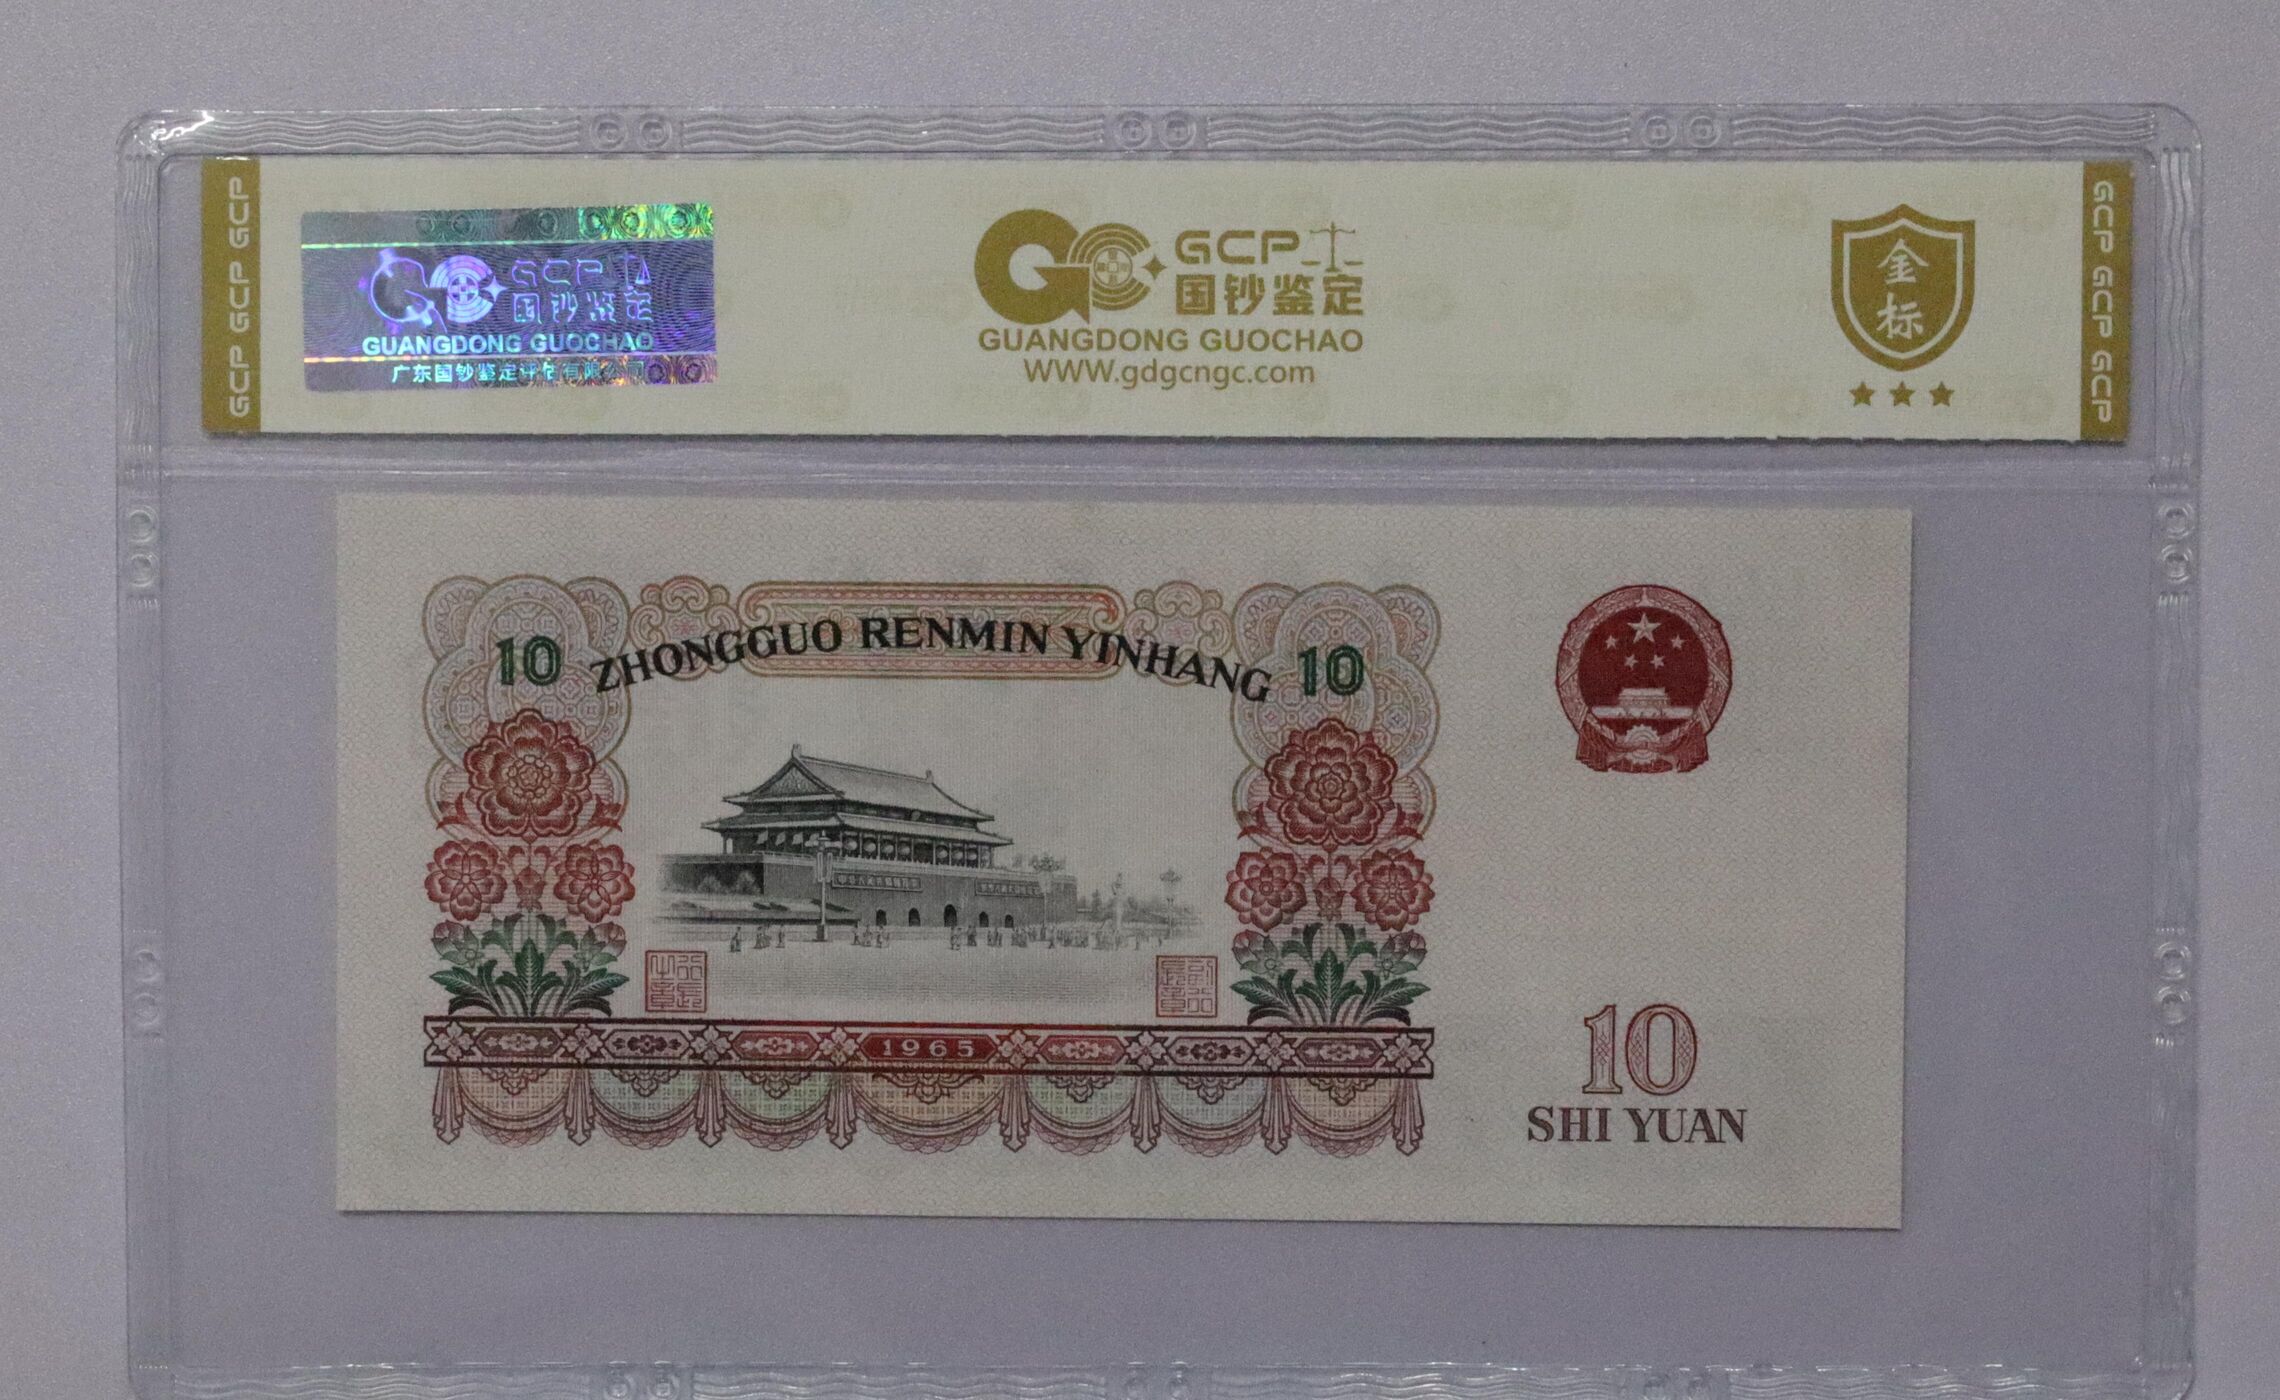 GCP GCP GCP
GCP
国钞鉴定
GUANGDONG GUOCHAO
广东国钞鉴定评估有限公司
GCP
国钞鉴定
GUANGDONG GUOCHAO
www.gdgcngc.com
金标
GCP GCP GCP
10 ZHONGGUO RENMIN YINHANG 10
1965
10
SHI YUAN